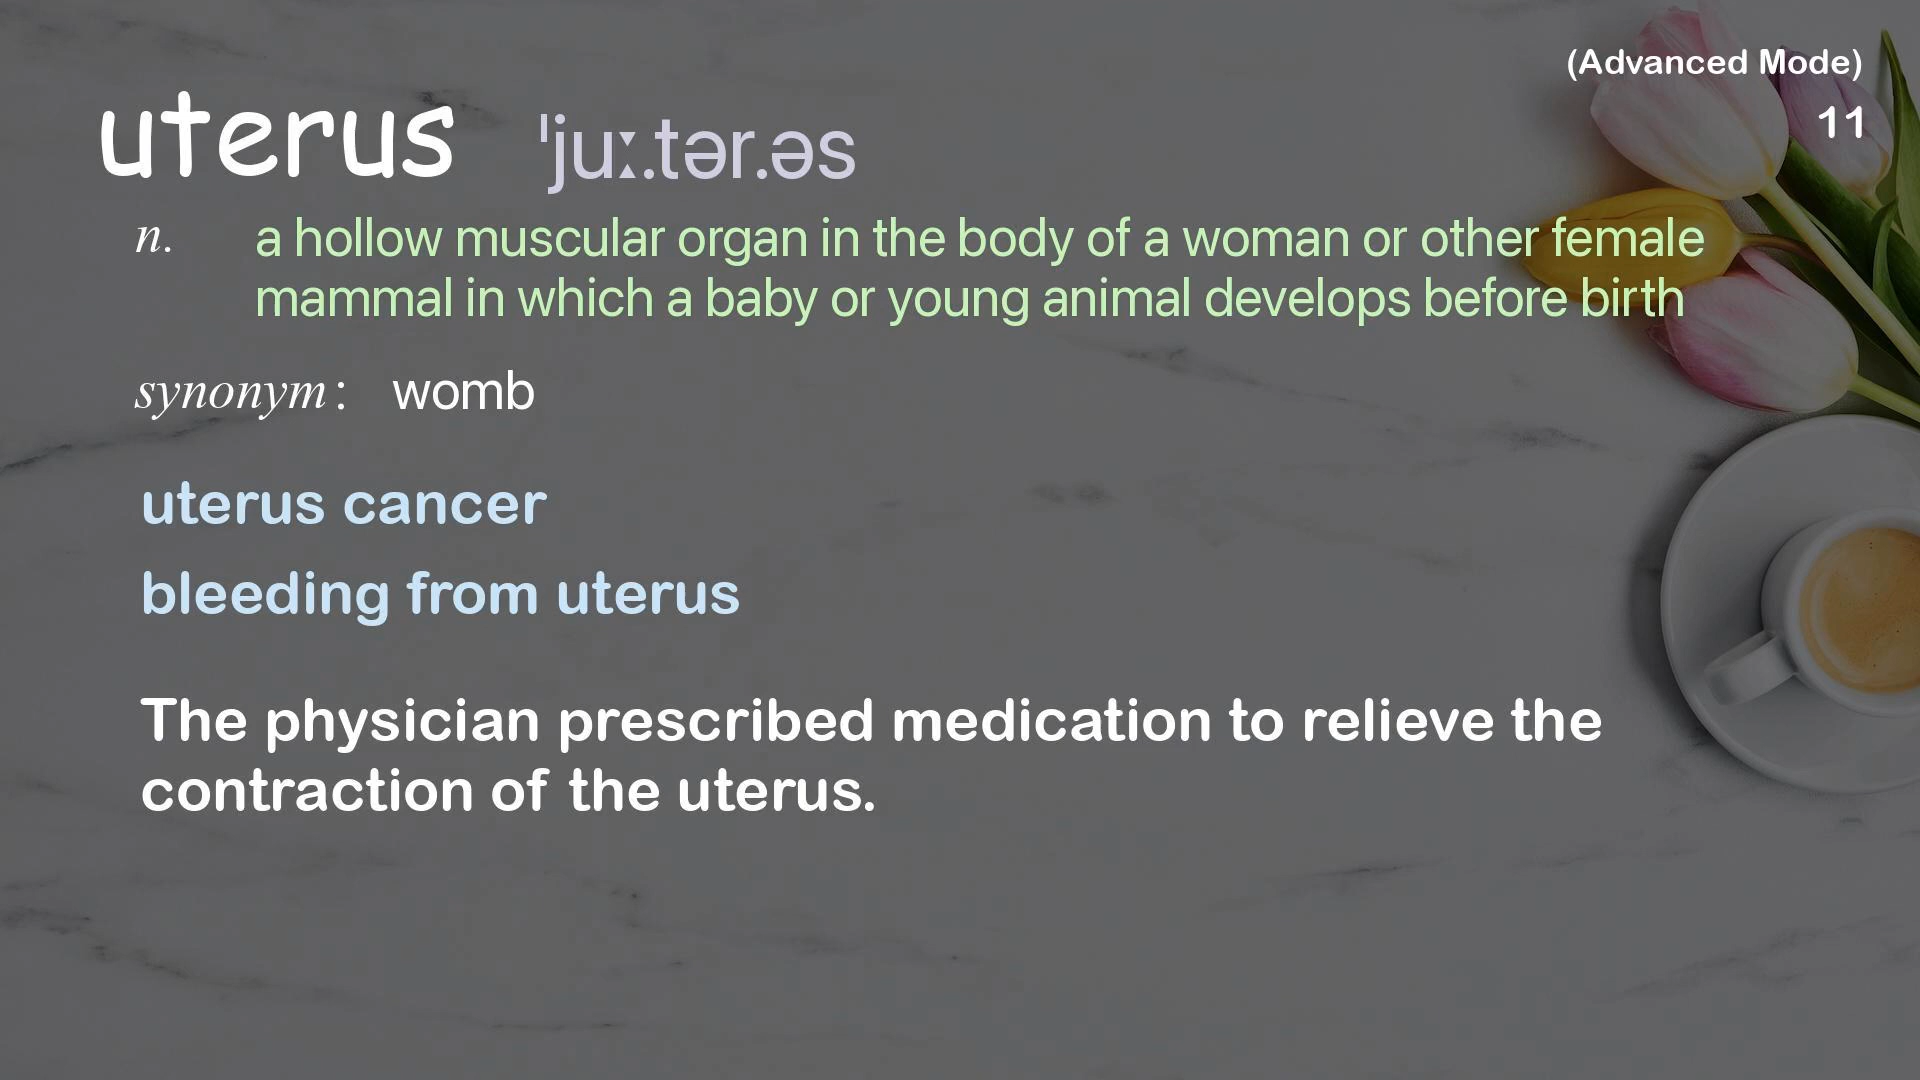 (Advanced Mode)
11
uterus ˈjuː.tər.əs
n. a hollow muscular organ in the body of a woman or other female
mammal in which a baby or young animal develops before birth
synonym: womb
uterus cancer
bleeding from uterus
The physician prescribed medication to relieve the
contraction of the uterus.